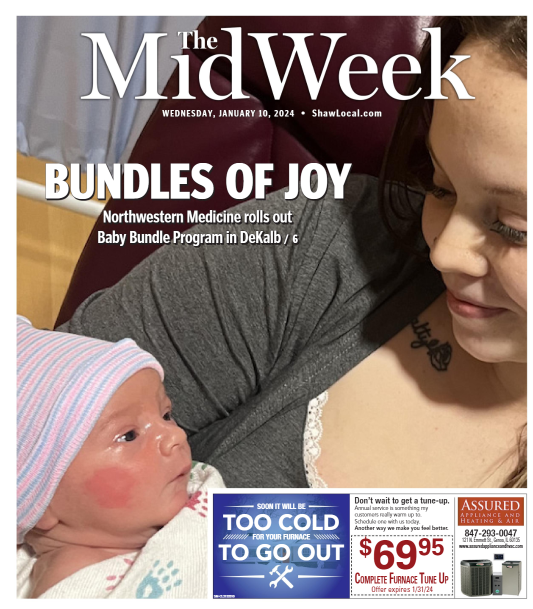 The
MidWeek
WEDNESDAY, JANUARY 10, 2024 • ShawLocal.com
BUNDLES OF JOY
Northwestern Medicine rolls out
Baby Bundle Program in DeKalb / 6
SOON IT WILL BE
TOO COLD
FOR YOUR FURNACE
TO GO OUT
Don't wait to get a tune-up.
Annual service is something my
customers really warm up to.
Schedule one with us today.
Another way we make you feel better.
$69.95
COMPLETE FURNACE TUNE UP
Offer expires 1/31/24
ASSURED
APPLIANCE AND
HEATING & AIR
847-293-0047